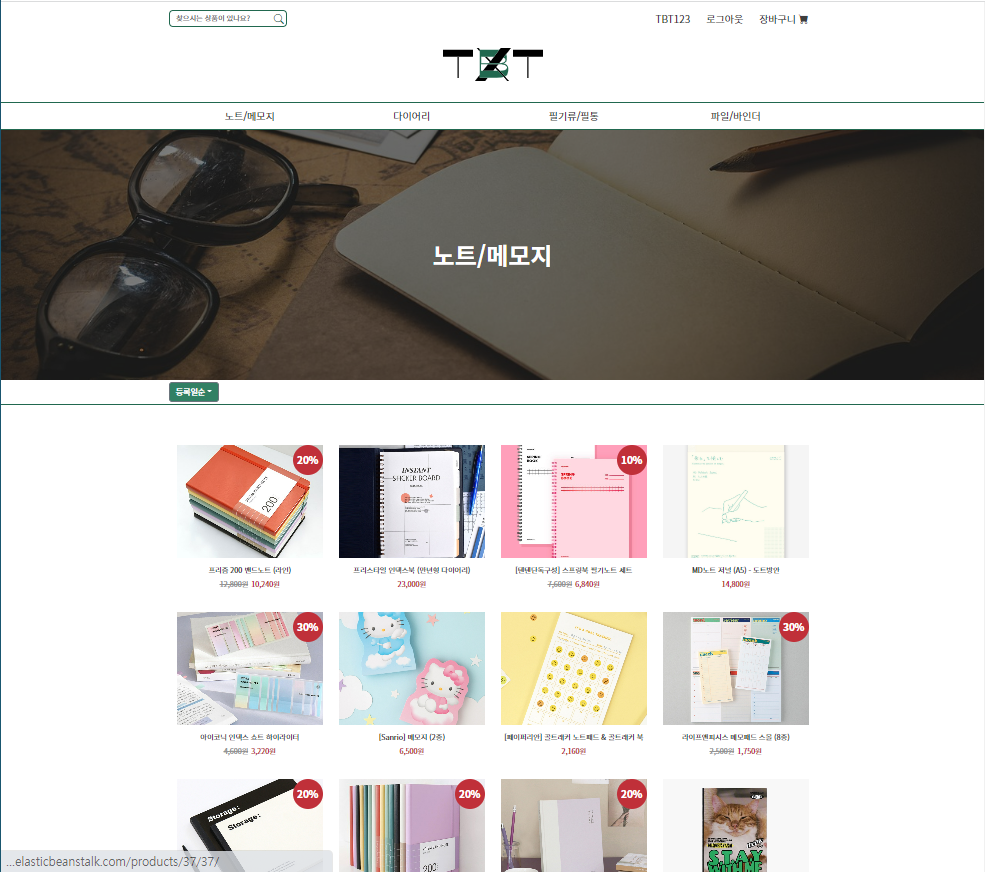 찾으시는 상품이 있나요?
TBT123 로그아웃 장바구니
TBT
노트/메모지 다이어리 필기류/필통 파일/바인더
노트/메모지
등록일순
20%
200
INSTANT
STICKER BOARD
10%
프리즘 200 밴드노트 (라인)
12,800원 10,240원
프리스타일 인덱스북 (만년형 다이어리)
23,000원
[텐텐단독구성] 스프링북 필기노트 세트
7,600원 6,840원
MD노트 저널 (A5) - 도트방안
14,800원
30%
30%
아이코닉 인덱스 쇼트 하이라이터
4,600원 3,220원
[Sanrio] 메모지 (2종)
6,500원
[페이퍼리안] 골트래커 노트패드 & 골트래커 북
2,160원
라이프앤피시스 메모패드 스몰 (8종)
2,500원 1,750원
Storage:
Storage:
20%
200
20%
20%
STAY
WITH ME
...elasticbeanstalk.com/products/37/37/